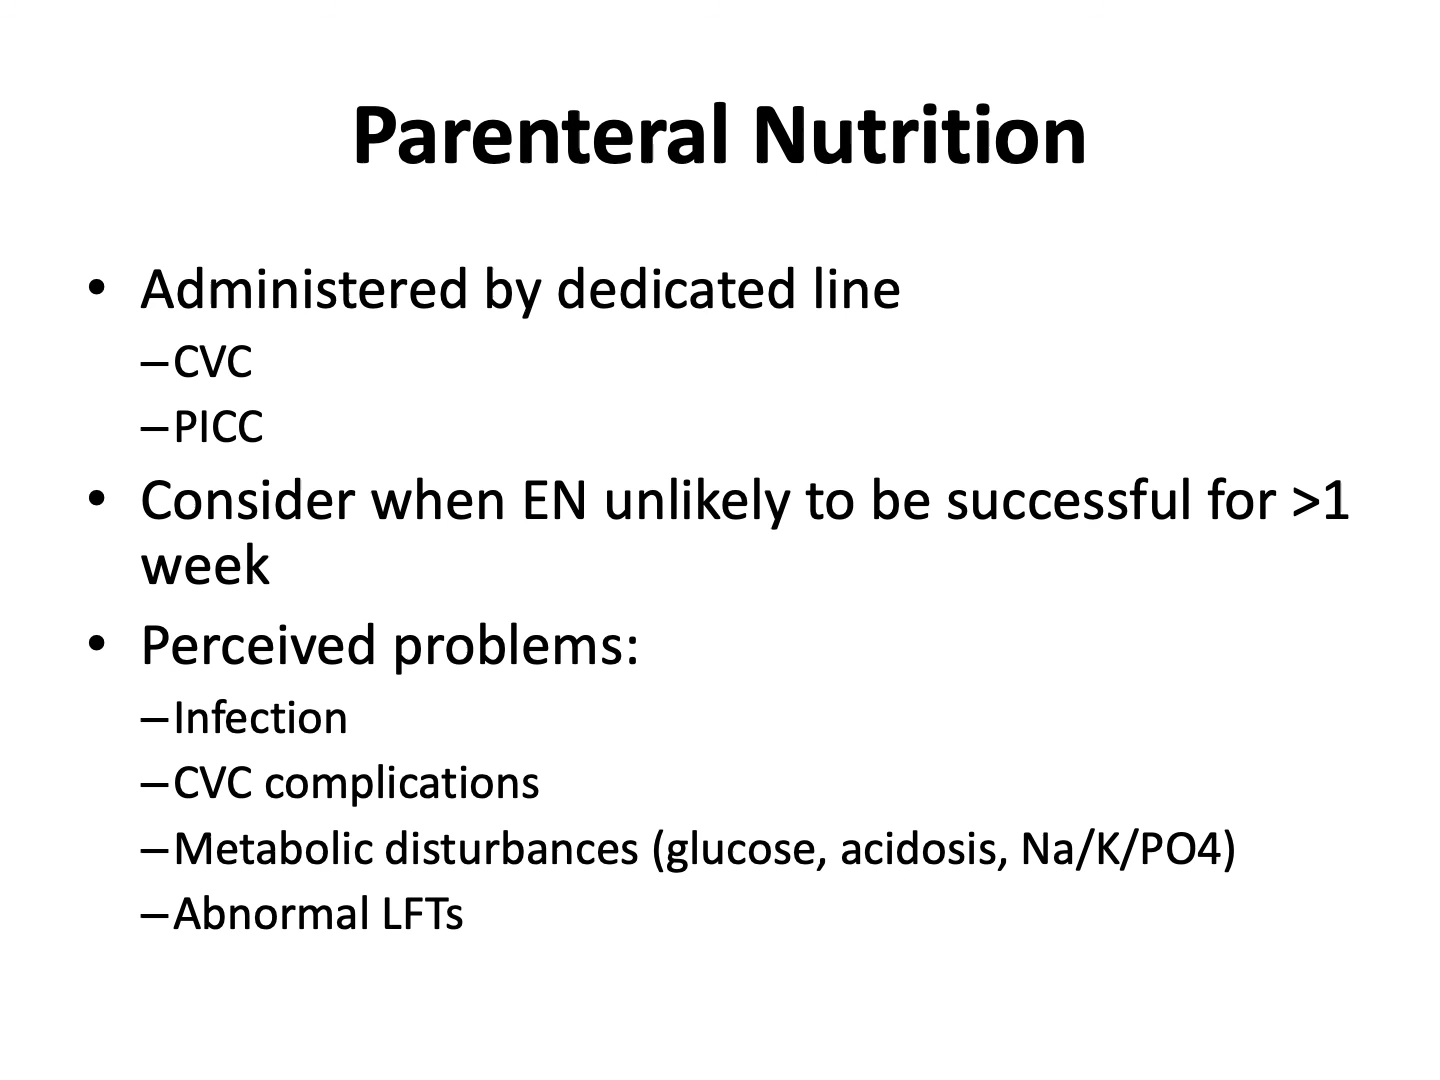 Parenteral Nutrition
• Administered by dedicated line
–CVC
–PICC
• Consider when EN unlikely to be successful for >1
week
• Perceived problems:
–Infection
–CVC complications
–Metabolic disturbances (glucose, acidosis, Na/K/PO4)
–Abnormal LFTs